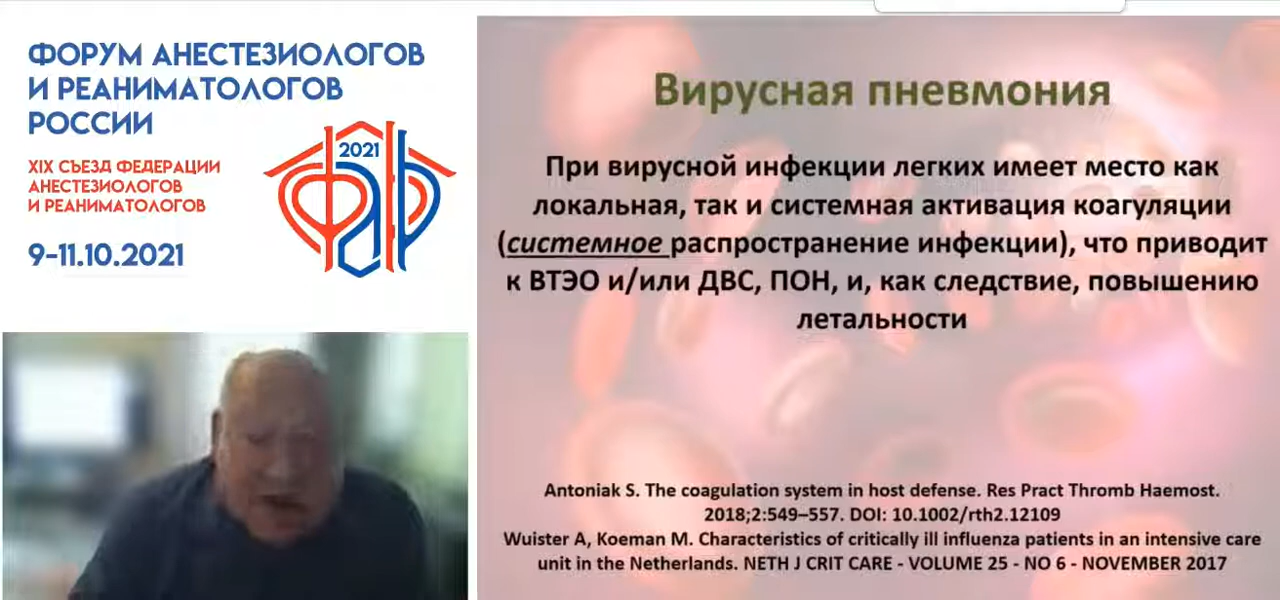 ФОРУМ АНЕСТЕЗИОЛОГОВ
И РЕАНИМАТОЛОГОВ
РОССИИ
XIX СЪЕЗД ФЕДЕРАЦИИ
АНЕСТЕЗИОЛОГОВ
И РЕАНИМАТОЛОГОВ
9-11.10.2021
2021
ФАР
Вирусная пневмония
При вирусной инфекции легких имеет место как
локальная, так и системная активация коагуляции
(системное распространение инфекции), что приводит
к ВТЭО и/или ДВС, ПОН, и, как следствие, повышению
летальности
Antoniak S. The coagulation system in host defense. Res Pract Thromb Haemost.
2018;2:549–557. DOI: 10.1002/rth2.12109
Wuister A, Koeman M. Characteristics of critically ill influenza patients in an intensive care
unit in the Netherlands. NETH J CRIT CARE - VOLUME 25 - NO 6 - NOVEMBER 2017